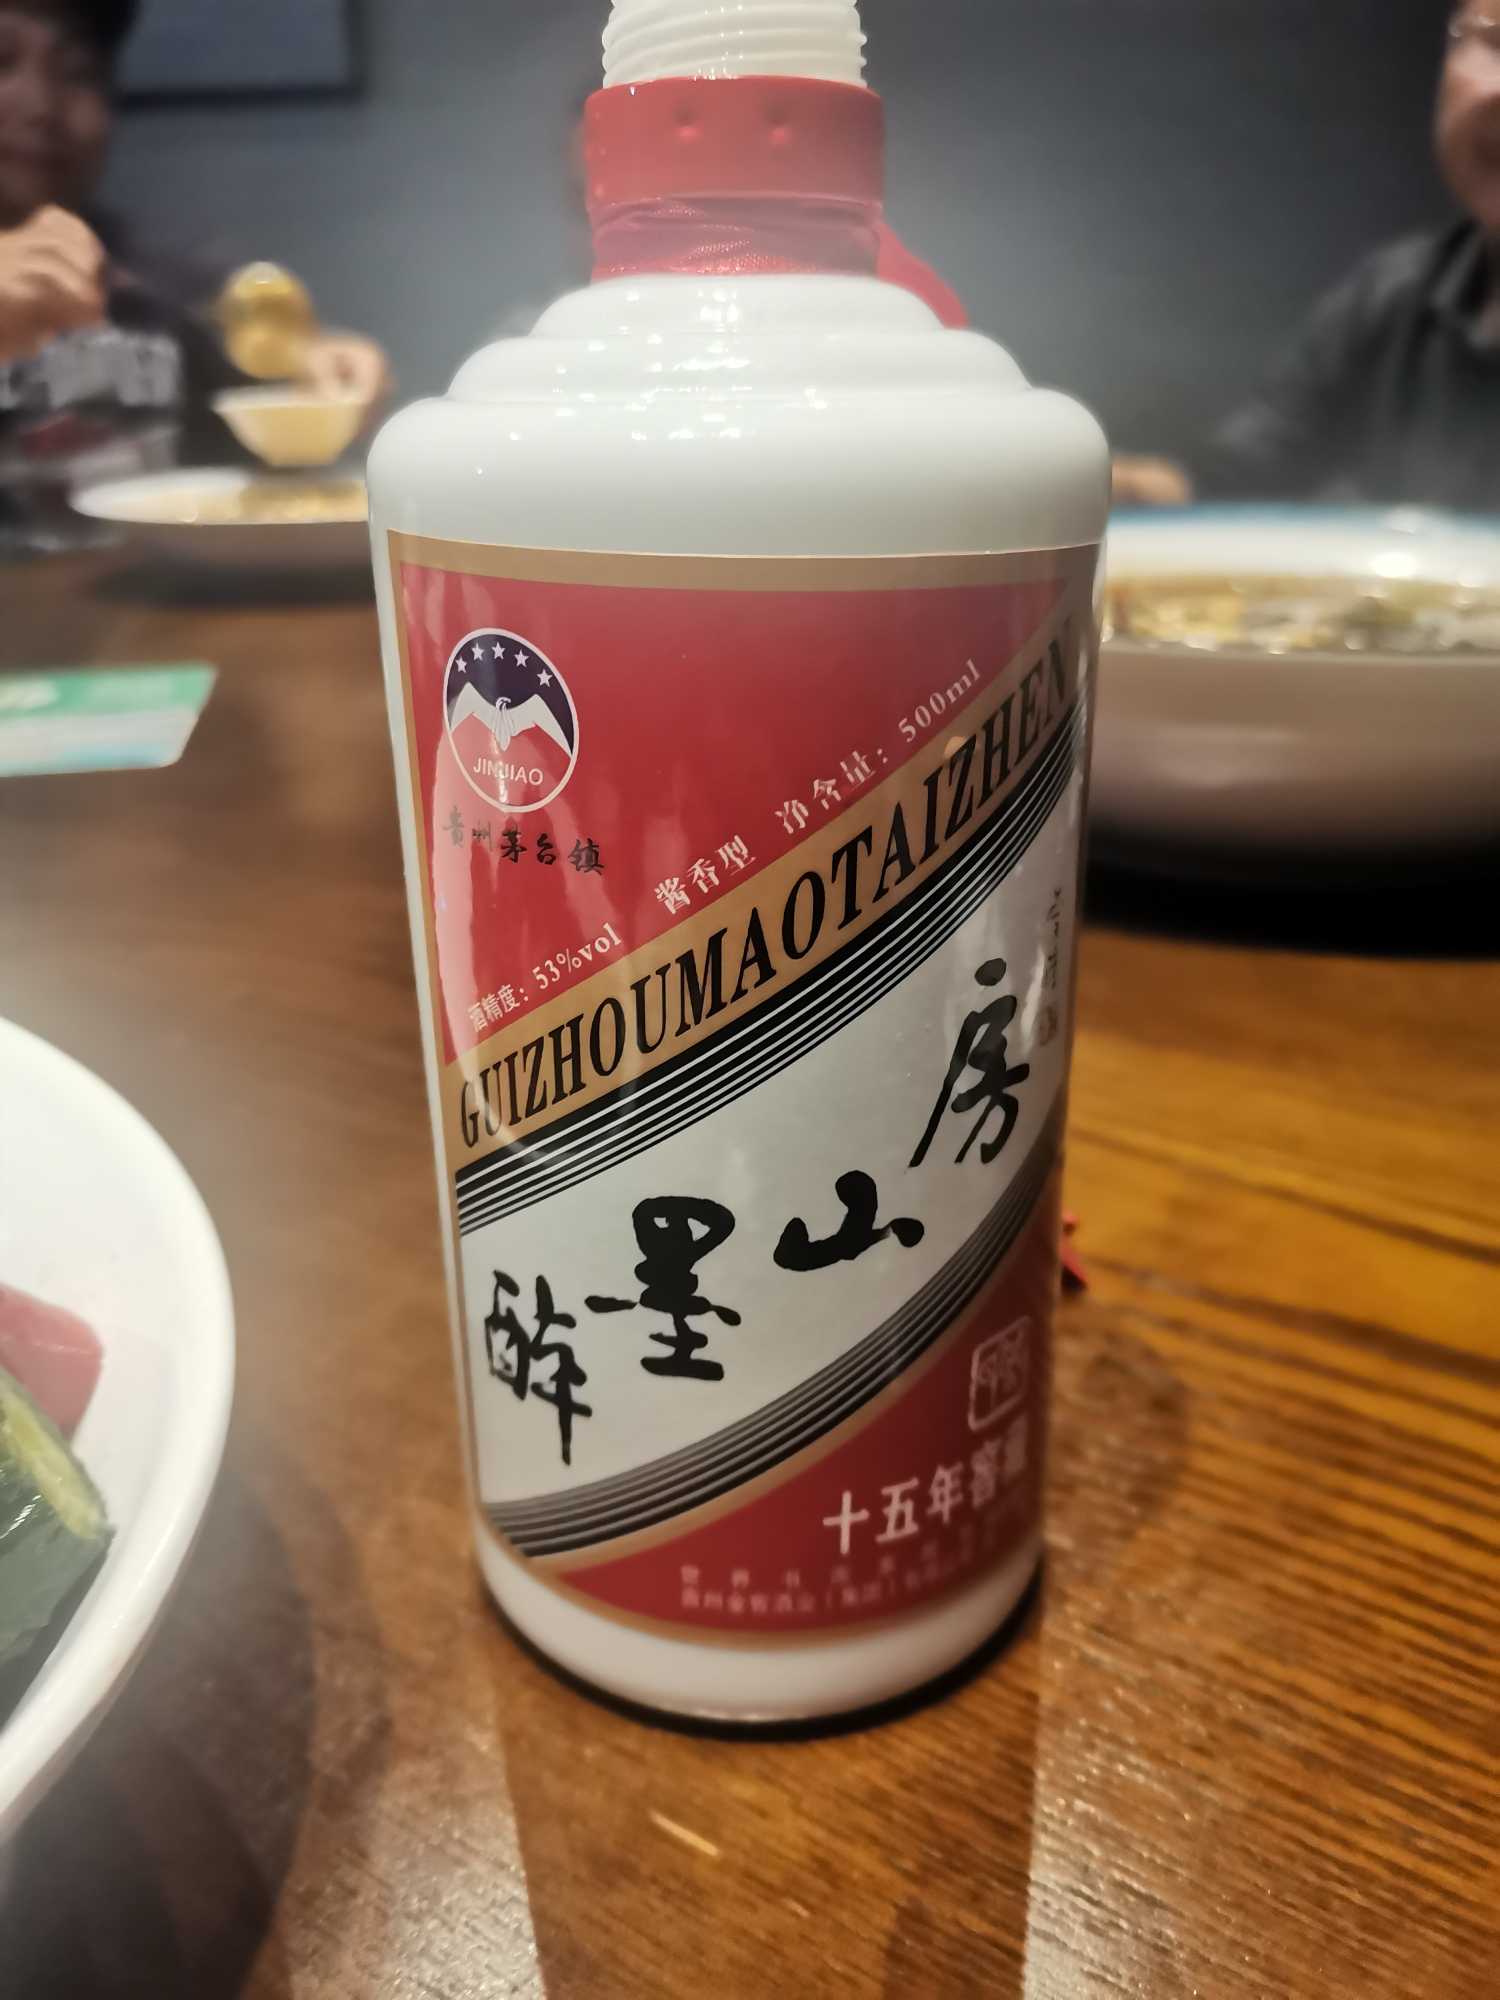 JINJIAO
贵州茅台镇
酒精度：53%vol 酱香型 净含量：500ml
GUIZHOUMAOTAIZHEN
醉墨山房
十五年窖藏